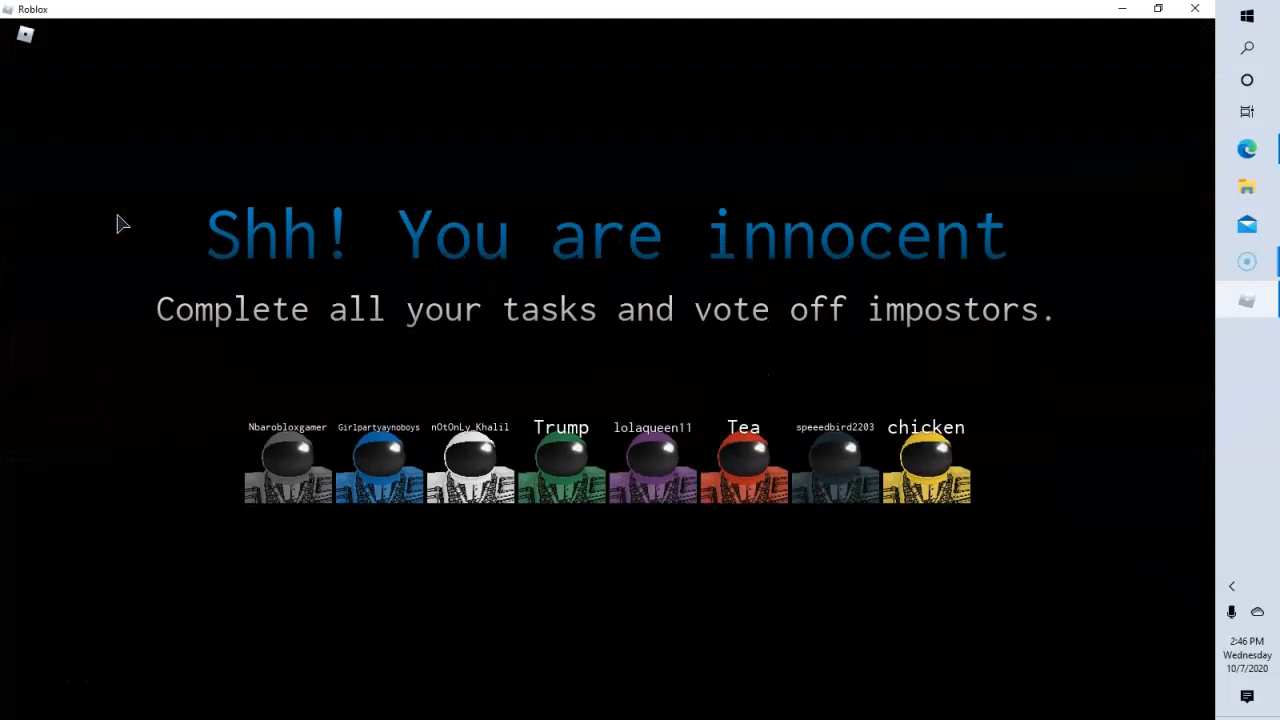 Roblox
Shh! You are innocent
Complete all your tasks and vote off impostors.
Nbarobloxgamer Girlpartyaynoboys nOtOnLy_Khalil Trump lolaqueen11 Tea speeedbird2203 chicken
2:46 PM
Wednesday
10/7/2020